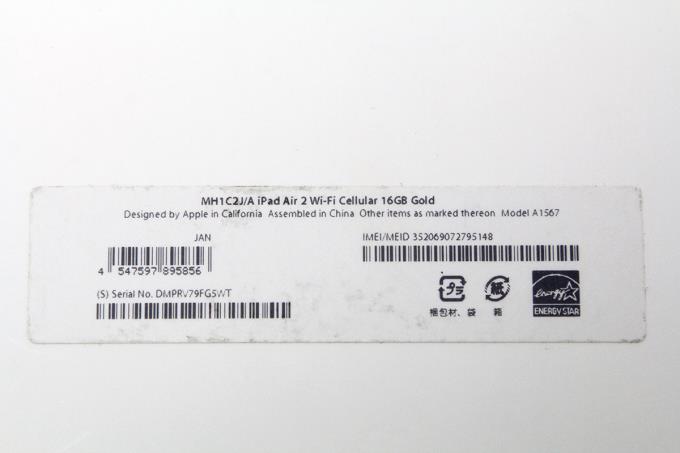 MH1C2J/A iPad Air 2 Wi-Fi Cellular 16GB Gold
Designed by Apple in California Assembled in China Other items as marked thereon Model A1567
JAN
4 547597 895856
IMEI/MEID 352069072795148
(S) Serial No. DMPRV79FG5WT
プラ
紙
梱包材、袋 箱
energy
ENERGY STAR